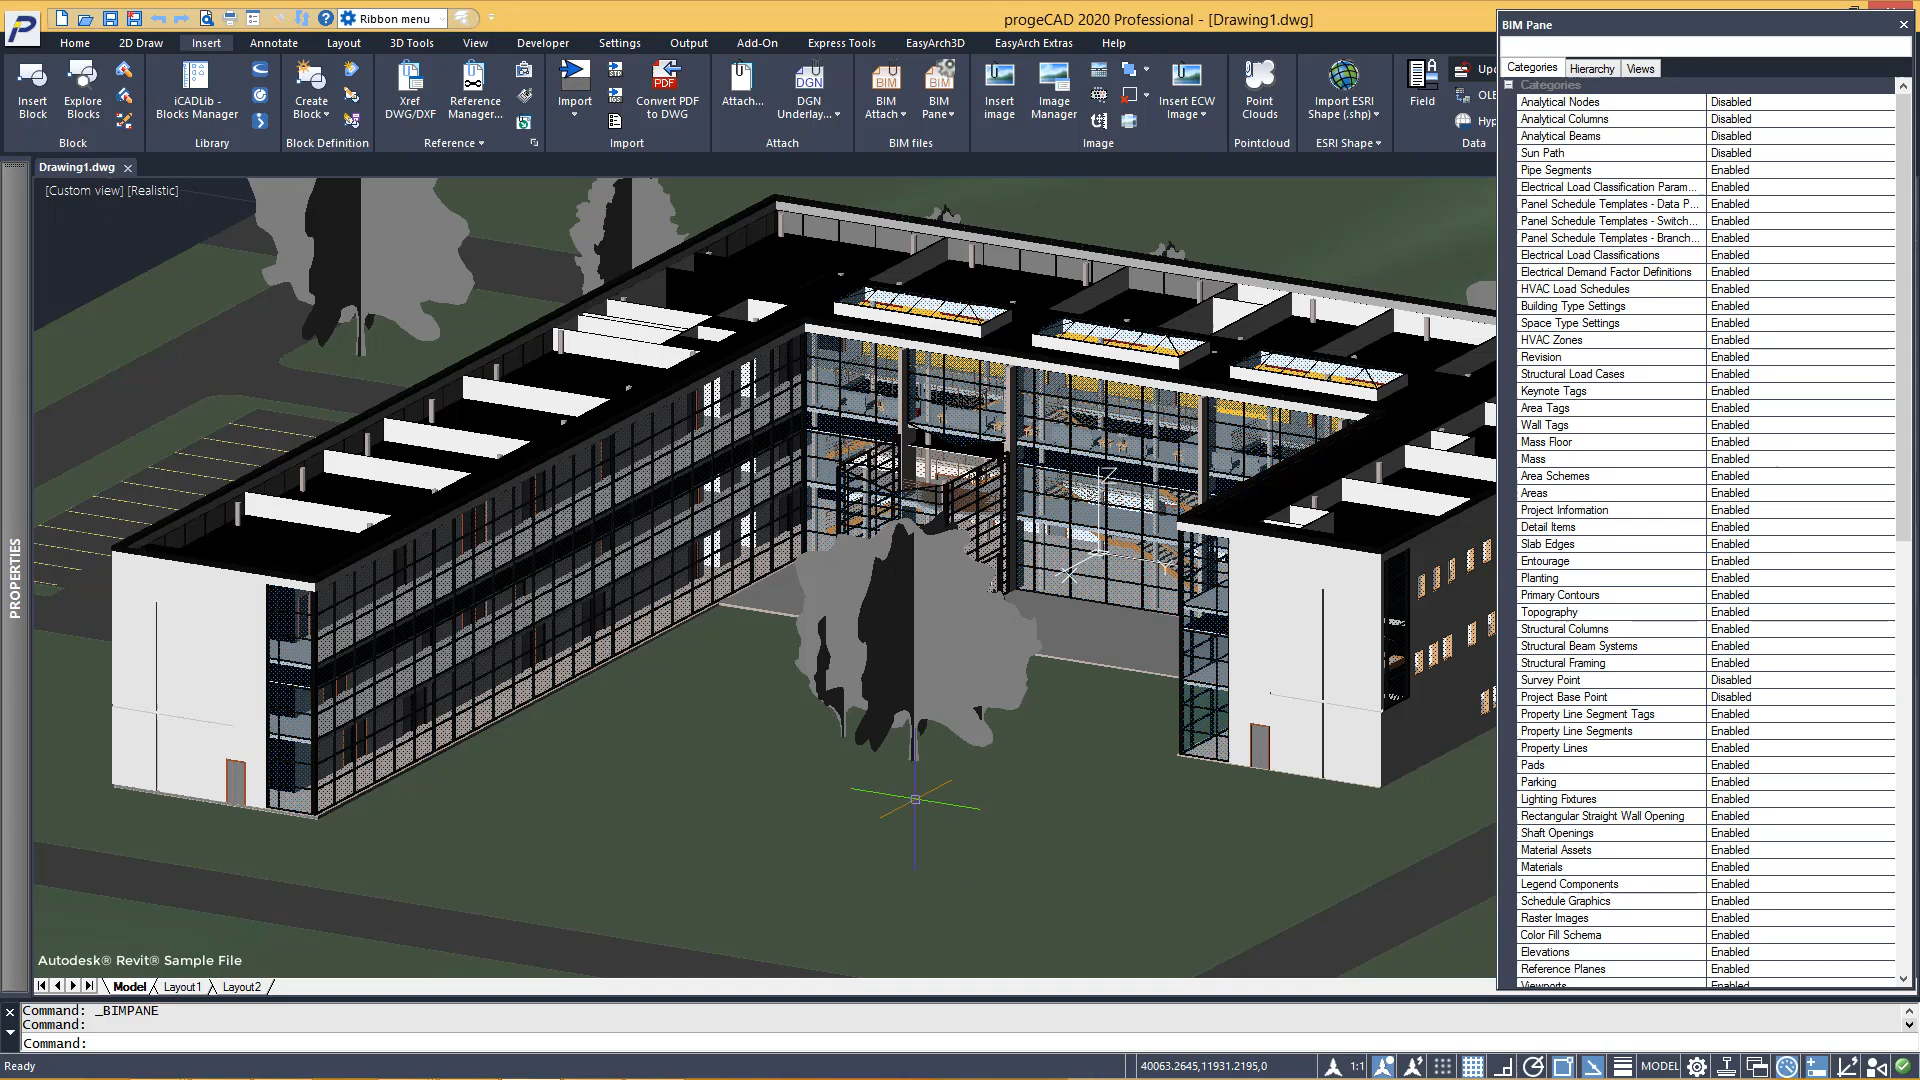 Ribbon menu
progeCAD 2020 Professional - [Drawing1.dwg]
Home 2D Draw Insert Annotate Layout 3D Tools View Developer Settings Output Add-On Express Tools EasyArch3D EasyArch Extras Help
Insert Block
Explore Blocks
Block
iCADLib - Blocks Manager
Library
Create Block
Block Definition
Xref DWG/DXF
Reference Manager...
Reference
Import
STP
IGS
PDF
Convert PDF to DWG
Import
Attach...
DGN
DGN Underlay...
Attach
BIM
BIM Attach
BIM
BIM Pane
BIM files
Insert image
Image Manager
Insert ECW Image
Image
Point Clouds
Pointcloud
Import ESRI Shape (.shp)
ESRI Shape
Field
OLE
Data
Drawing1.dwg
[Custom view] [Realistic]
PROPERTIES
Z
X
Y
Autodesk® Revit® Sample File
Model Layout1 Layout2
BIM Pane
Categories Hierarchy Views
Categories
Analytical Nodes Disabled
Analytical Columns Disabled
Analytical Beams Disabled
Sun Path Disabled
Pipe Segments Enabled
Electrical Load Classification Param... Enabled
Panel Schedule Templates - Data P... Enabled
Panel Schedule Templates - Switch... Enabled
Panel Schedule Templates - Branch... Enabled
Electrical Load Classifications Enabled
Electrical Demand Factor Definitions Enabled
HVAC Load Schedules Enabled
Building Type Settings Enabled
Space Type Settings Enabled
HVAC Zones Enabled
Revision Enabled
Structural Load Cases Enabled
Keynote Tags Enabled
Area Tags Enabled
Wall Tags Enabled
Mass Floor Enabled
Mass Enabled
Area Schemes Enabled
Areas Enabled
Project Information Enabled
Detail Items Enabled
Slab Edges Enabled
Entourage Enabled
Planting Enabled
Primary Contours Enabled
Topography Enabled
Structural Columns Enabled
Structural Beam Systems Enabled
Structural Framing Enabled
Survey Point Disabled
Project Base Point Disabled
Property Line Segment Tags Enabled
Property Line Segments Enabled
Property Lines Enabled
Pads Enabled
Parking Enabled
Lighting Fixtures Enabled
Rectangular Straight Wall Opening Enabled
Shaft Openings Enabled
Material Assets Enabled
Materials Enabled
Legend Components Enabled
Schedule Graphics Enabled
Raster Images Enabled
Color Fill Schema Enabled
Elevations Enabled
Reference Planes Enabled
Viewports Enabled
Command: _BIMPANE
Command:
Command:
Ready
40063.2645,11931.2195,0
1:1
MODEL